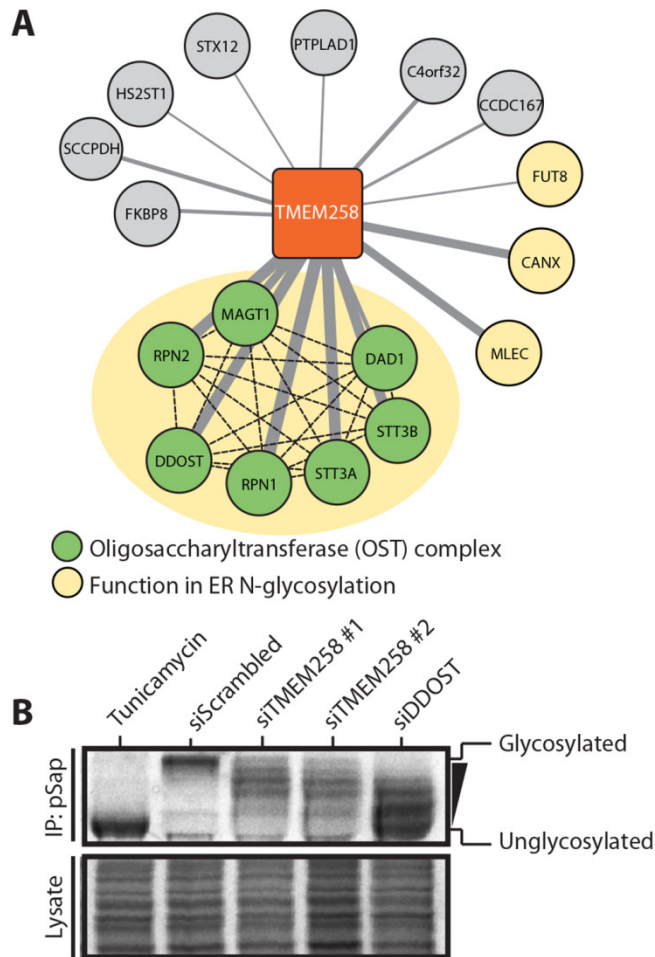 A
STX12
PTPLAD1
C4orf32
HS2ST1
CCDC167
SCCPDH
FUT8
TMEM258
FKBP8
CANX
MAGT1
MLEC
RPN2
DAD1
STT3B
DDOST
STT3A
RPN1
Oligosaccharyltransferase (OST) complex
Function in ER N-glycosylation
B
Tunicamycin
siScrambled
siTMEM258 #1
siTMEM258 #2
siDDOST
IP: pSap
Glycosylated
Unglycosylated
Lysate